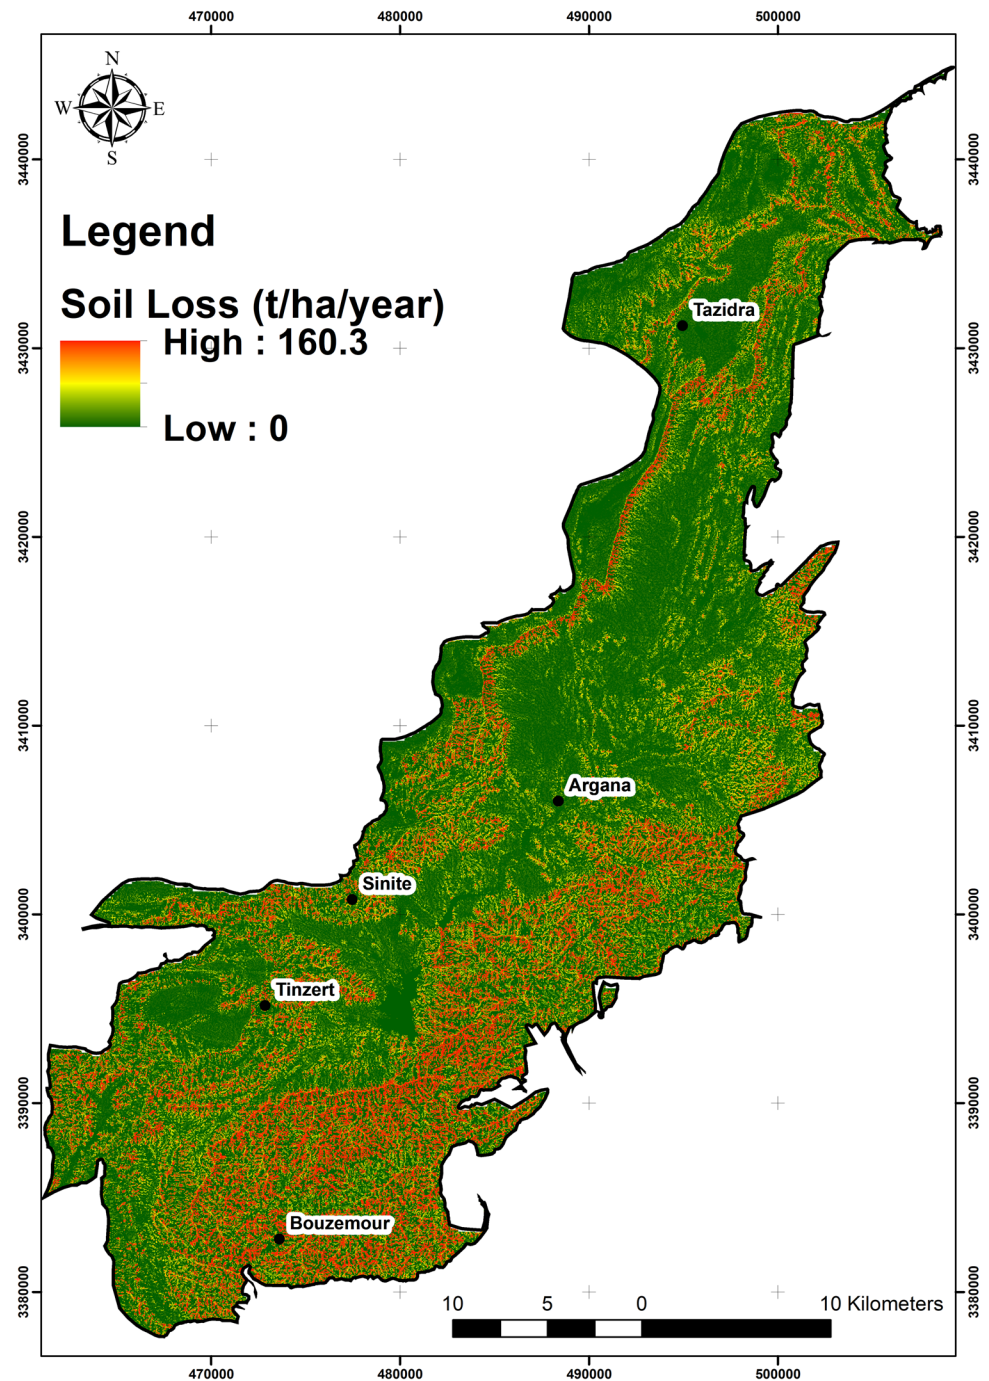 470000 480000 490000 500000
N
W E
S
3440000 3440000
Legend
Soil Loss (t/ha/year)
High : 160.3
Low : 0
Tazidra
3430000 3430000
3420000 3420000
3410000 3410000
Argana
Sinite
3400000 3400000
Tinzert
3390000 3390000
Bouzemour
3380000 3380000
10 5 0 10 Kilometers
470000 480000 490000 500000